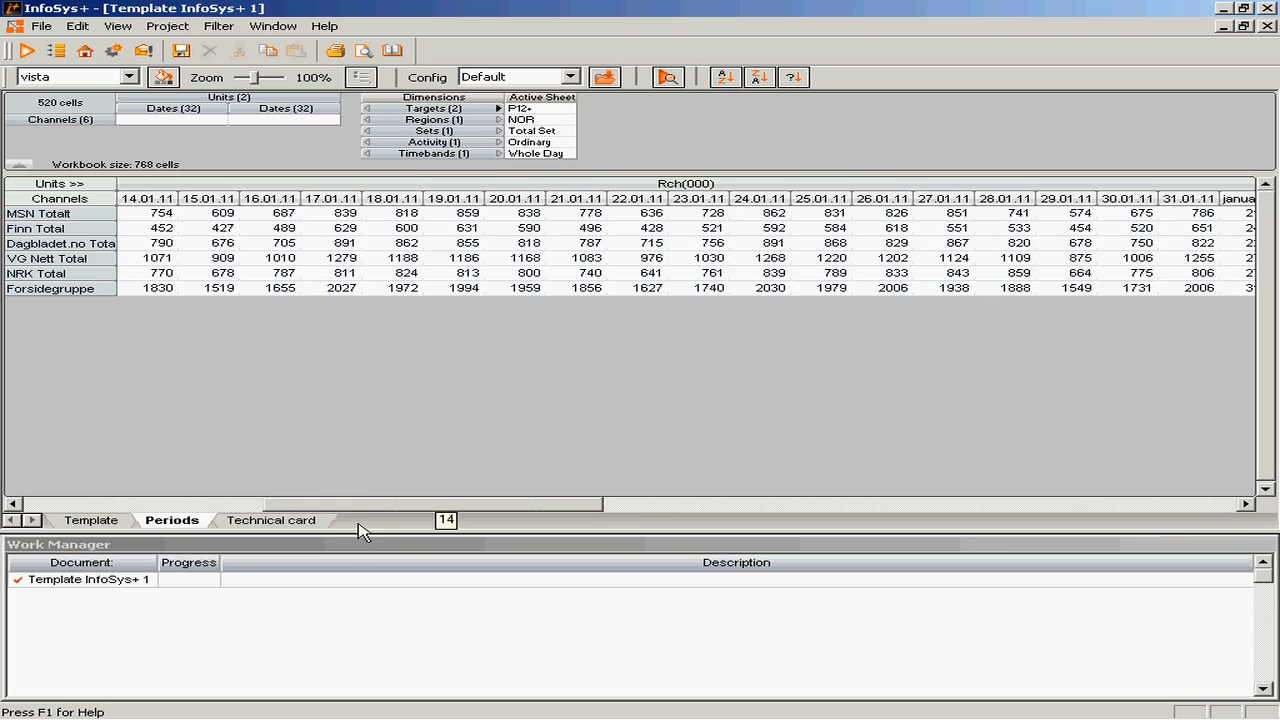 InfoSys+ - [Template InfoSys+ 1]
File Edit View Project Filter Window Help
vista Zoom 100% Config Default
520 cells Units (2) Dimensions Active Sheet
Dates (32) Dates (32) Targets (2) P12+
Channels (6) Regions (1) NOR
Sets (1) Total Set
Activity (1) Ordinary
Workbook size: 768 cells Timebands (1) Whole Day
Units >> Rch(000)
Channels 14.01.11 15.01.11 16.01.11 17.01.11 18.01.11 19.01.11 20.01.11 21.01.11 22.01.11 23.01.11 24.01.11 25.01.11 26.01.11 27.01.11 28.01.11 29.01.11 30.01.11 31.01.11 janua
MSN Totalt 754 609 687 839 818 859 838 778 636 728 862 831 826 851 741 574 675 786
Finn Total 452 427 489 629 600 631 590 496 428 521 592 584 618 551 533 454 520 651
Dagbladet.no Tota 790 676 705 891 862 855 818 787 715 756 891 868 829 867 820 678 750 822
VG Nett Total 1071 909 1010 1279 1188 1186 1168 1083 976 1030 1268 1220 1202 1124 1109 875 1006 1255
NRK Total 770 678 787 811 824 813 800 740 641 761 839 789 833 843 859 664 775 806
Forsidegruppe 1830 1519 1655 2027 1972 1994 1959 1856 1627 1740 2030 1979 2006 1938 1888 1549 1731 2006
Template Periods Technical card 14
Work Manager
Document: Progress Description
Template InfoSys+ 1
Press F1 for Help